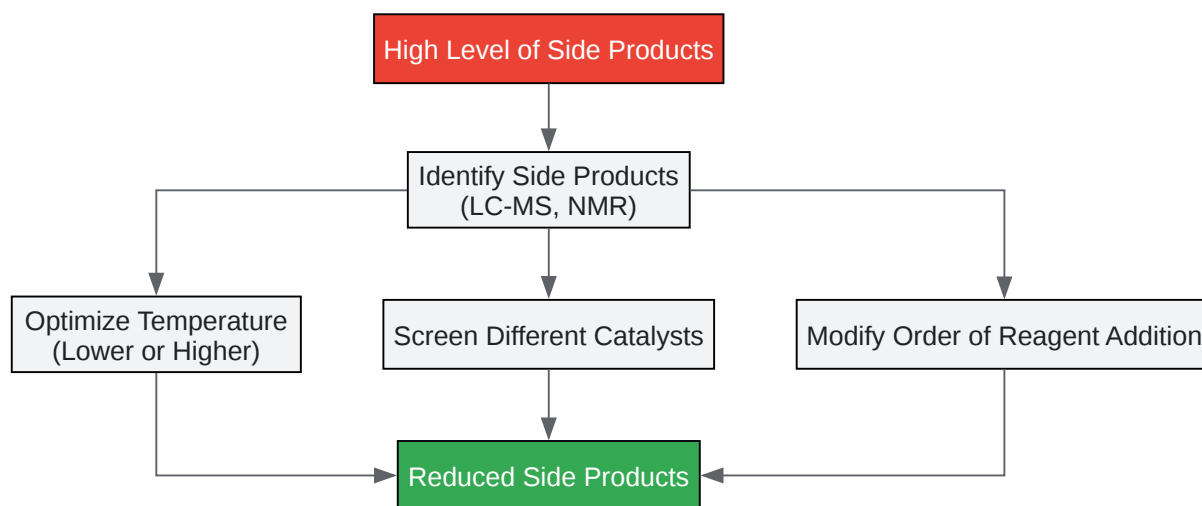 High Level of Side Products
Identify Side Products
(LC-MS, NMR)
Optimize Temperature
(Lower or Higher)
Screen Different Catalysts
Modify Order of Reagent Addition
Reduced Side Products